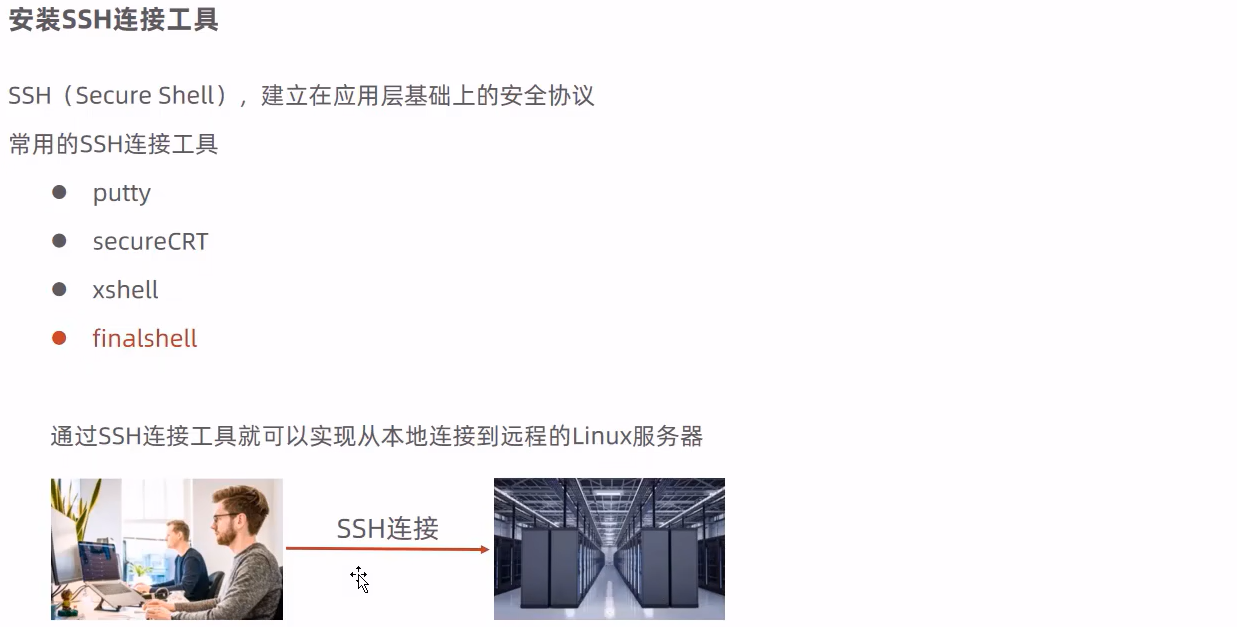 安装SSH连接工具
SSH（Secure Shell），建立在应用层基础上的安全协议
常用的SSH连接工具
putty
secureCRT
xshell
finalshell
通过SSH连接工具就可以实现从本地连接到远程的Linux服务器
SSH连接